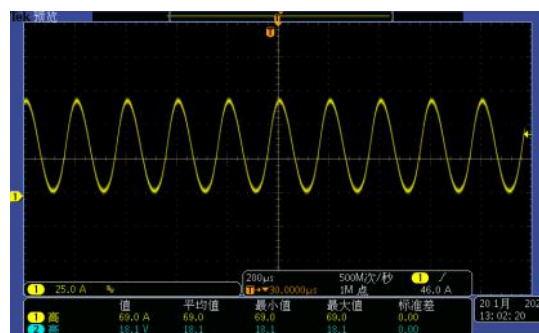 Tek 预览
T
T
1
200µs 500M次/秒 1 /
1 25.0 A T→▼30.0000µs 1M 点 46.0 A
值 平均值 最小值 最大值 标准差
1 高 69.0 A 69.0 69.0 69.0 0.00
2 高 18.1 V 18.1 18.1 18.1 0.00
20 1月 202
13:02:20